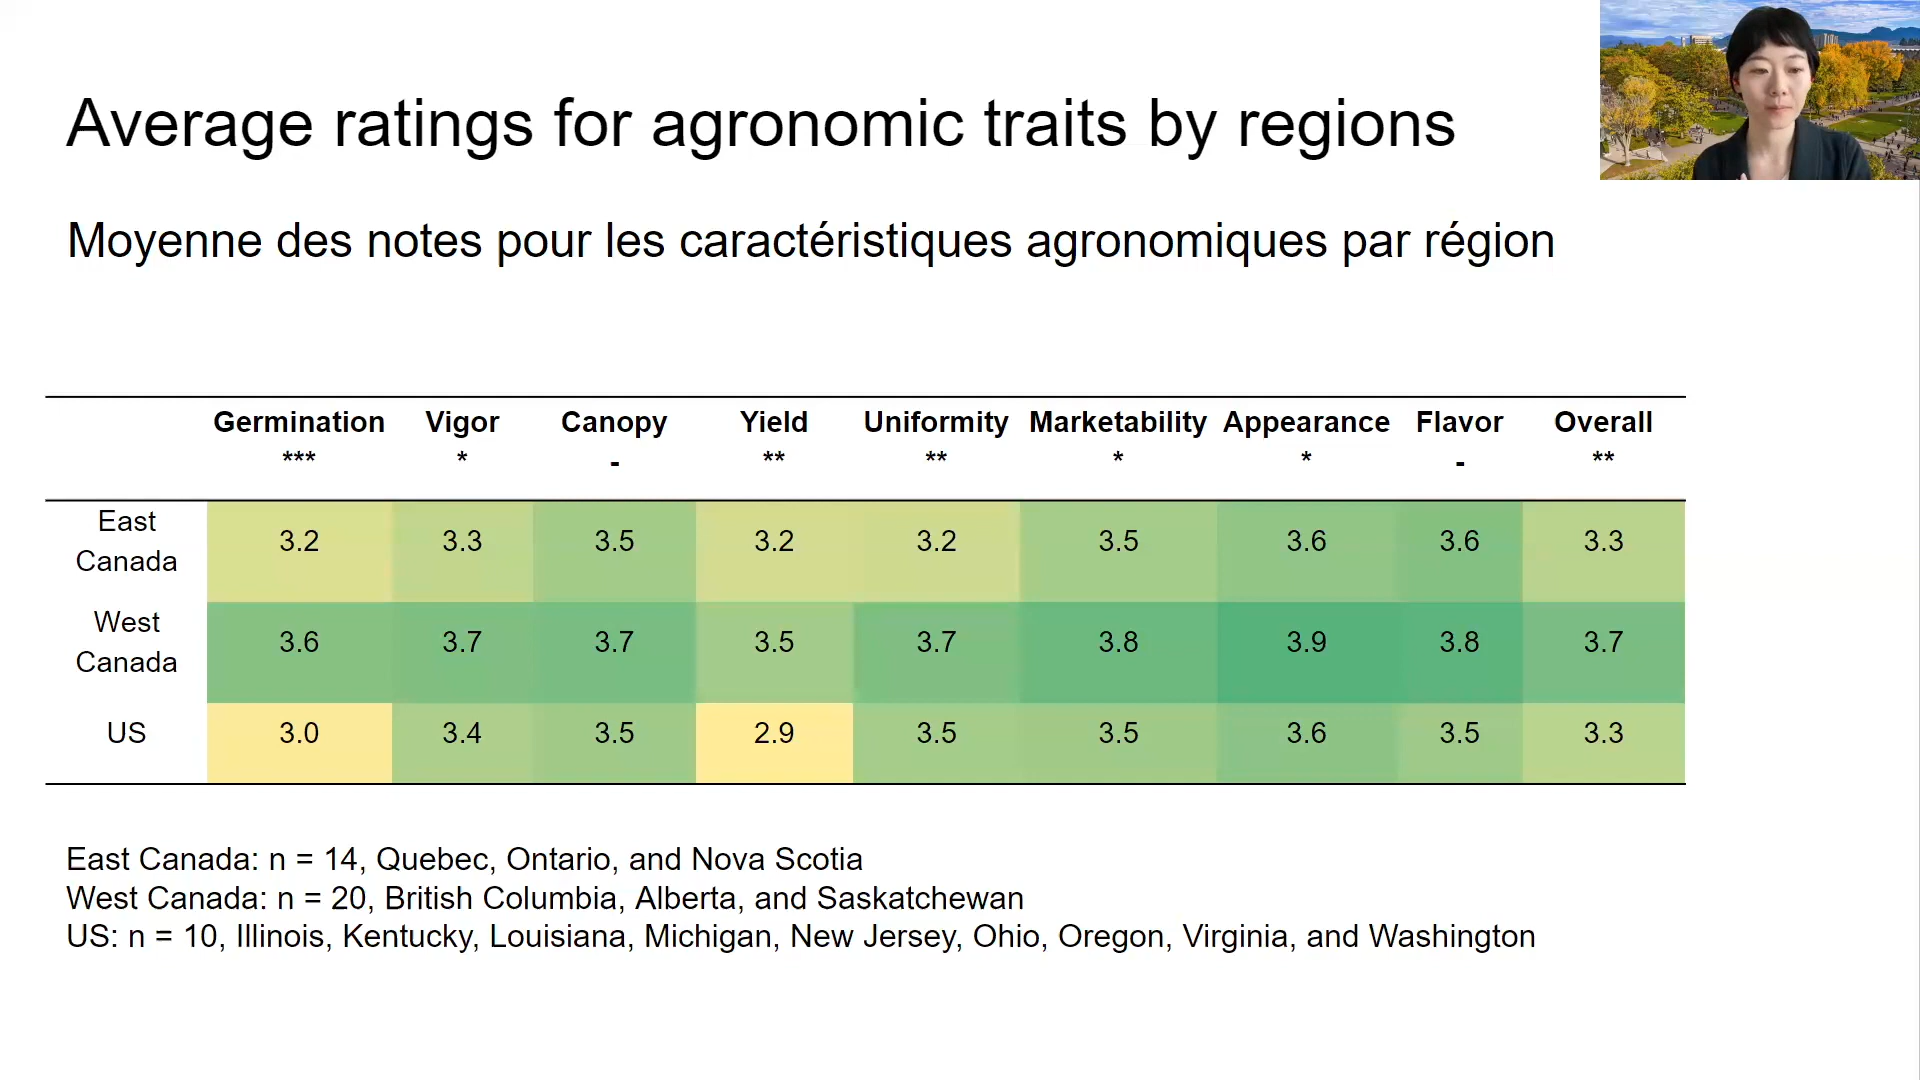 Average ratings for agronomic traits by regions
Moyenne des notes pour les caractéristiques agronomiques par région
Germination Vigor Canopy Yield Uniformity Marketability Appearance Flavor Overall
*** * - ** ** * * - **
East Canada 3.2 3.3 3.5 3.2 3.2 3.5 3.6 3.6 3.3
West Canada 3.6 3.7 3.7 3.5 3.7 3.8 3.9 3.8 3.7
US 3.0 3.4 3.5 2.9 3.5 3.5 3.6 3.5 3.3
East Canada: n = 14, Quebec, Ontario, and Nova Scotia
West Canada: n = 20, British Columbia, Alberta, and Saskatchewan
US: n = 10, Illinois, Kentucky, Louisiana, Michigan, New Jersey, Ohio, Oregon, Virginia, and Washington